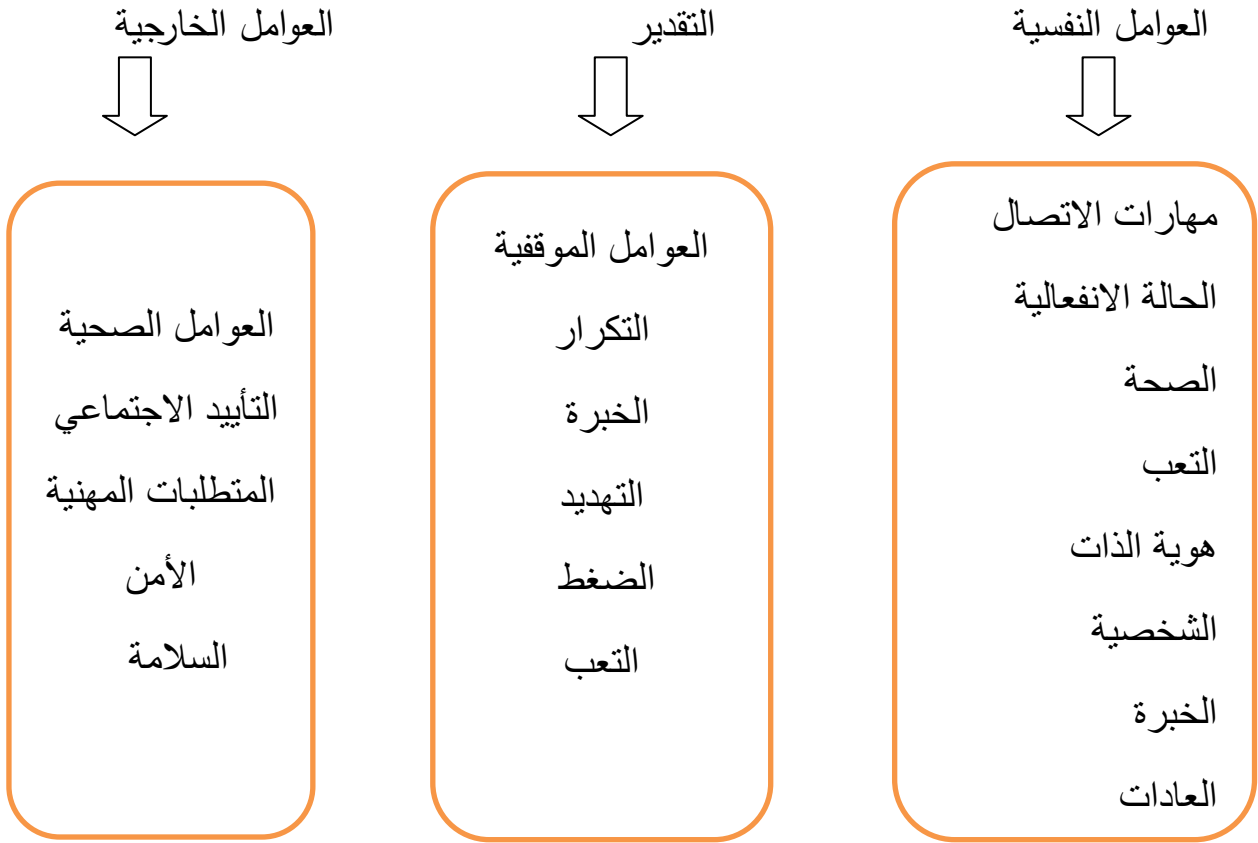 العوامل النفسية
التقدير
العوامل الخارجية
مهارات الاتصال
الحالة الانفعالية
الصحة
التعب
هوية الذات
الشخصية
الخبرة
العادات
العوامل الموقفية
التكرار
الخبرة
التهديد
الضغط
التعب
العوامل الصحية
التأييد الاجتماعي
المتطلبات المهنية
الأمن
السلامة